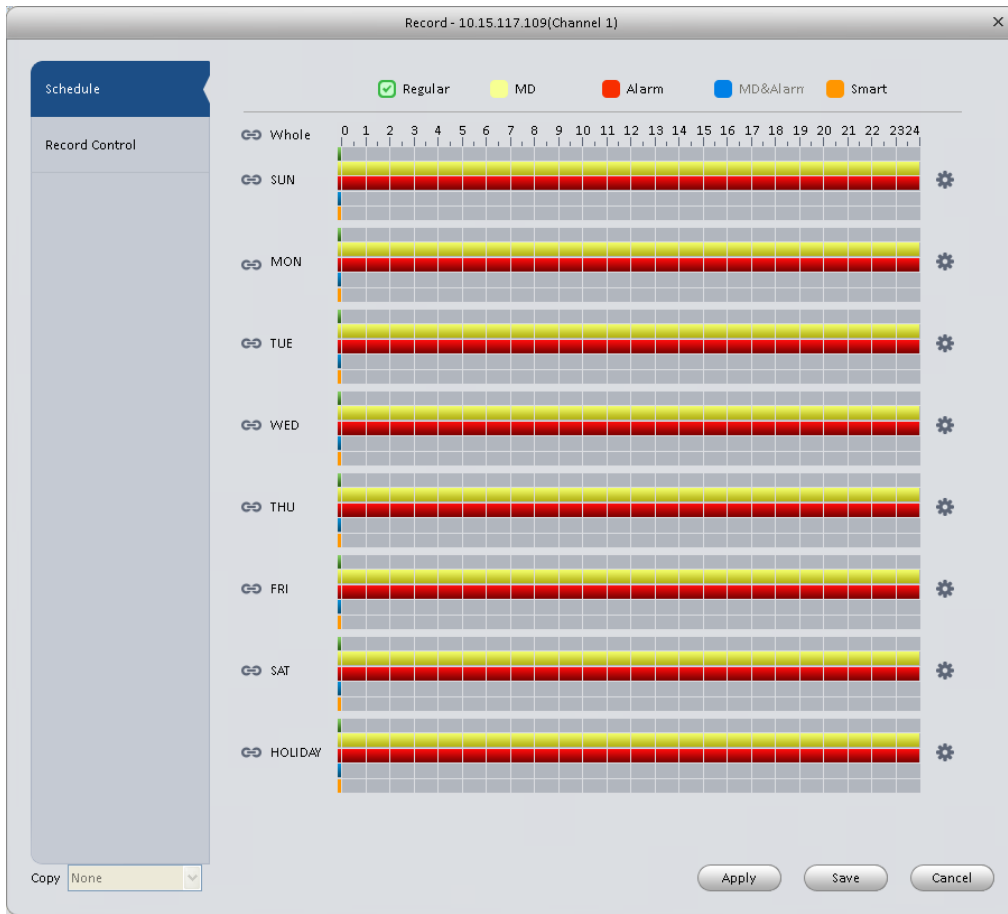 Record - 10.15.117.109(Channel 1)
Schedule
Record Control
Regular MD Alarm MD&Alarm Smart
Whole 0 1 2 3 4 5 6 7 8 9 10 11 12 13 14 15 16 17 18 19 20 21 22 23 24
SUN
MON
TUE
WED
THU
FRI
SAT
HOLIDAY
Copy None Apply Save Cancel